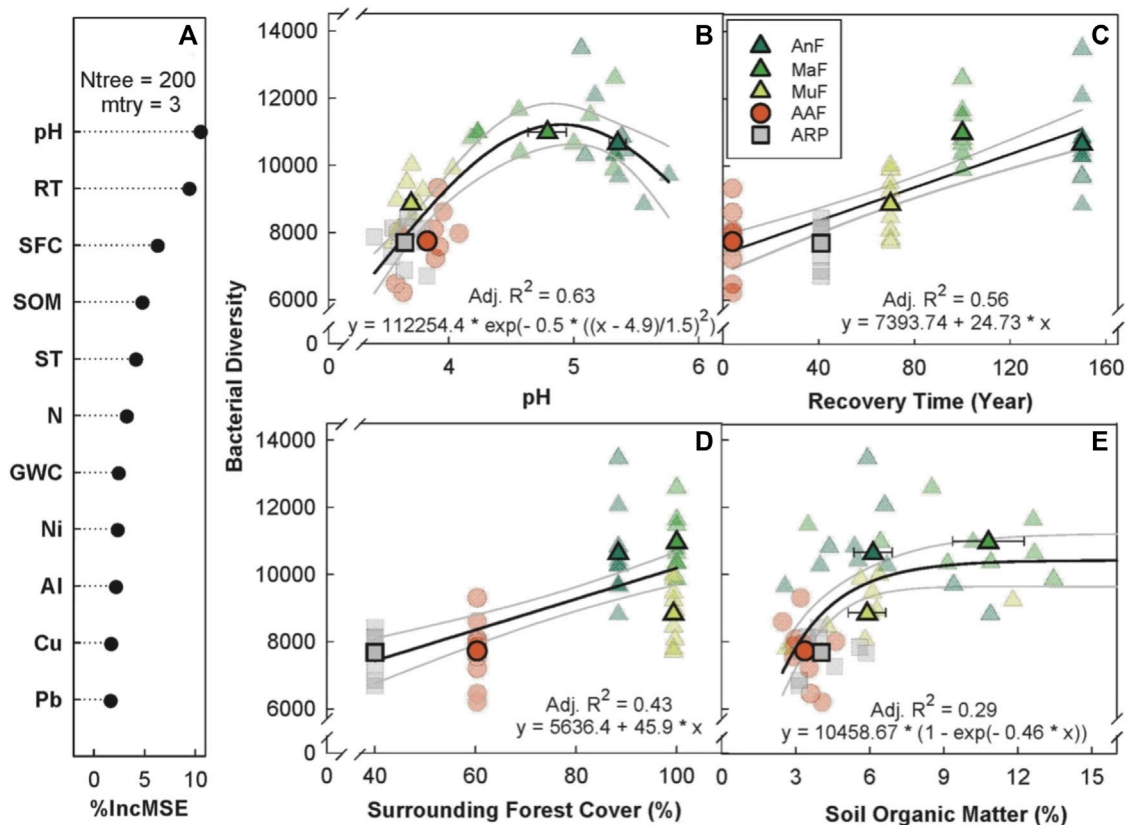 A
Ntree = 200
mtry = 3
pH
RT
SFC
SOM
ST
N
GWC
Ni
Al
Cu
Pb
0 5 10
%IncMSE
Bacterial Diversity
B
14000
12000
10000
8000
6000
0
Adj. R² = 0.63
y = 112254.4 * exp(- 0.5 * ((x - 4.9)/1.5)²)
0 4 5 6
pH
C
AnF
MaF
MuF
AAF
ARP
Adj. R² = 0.56
y = 7393.74 + 24.73 * x
0 40 80 120 160
Recovery Time (Year)
D
14000
12000
10000
8000
6000
0
Adj. R² = 0.43
y = 5636.4 + 45.9 * x
0 40 60 80 100
Surrounding Forest Cover (%)
E
Adj. R² = 0.29
y = 10458.67 * (1 - exp(- 0.46 * x))
0 3 6 9 12 15
Soil Organic Matter (%)